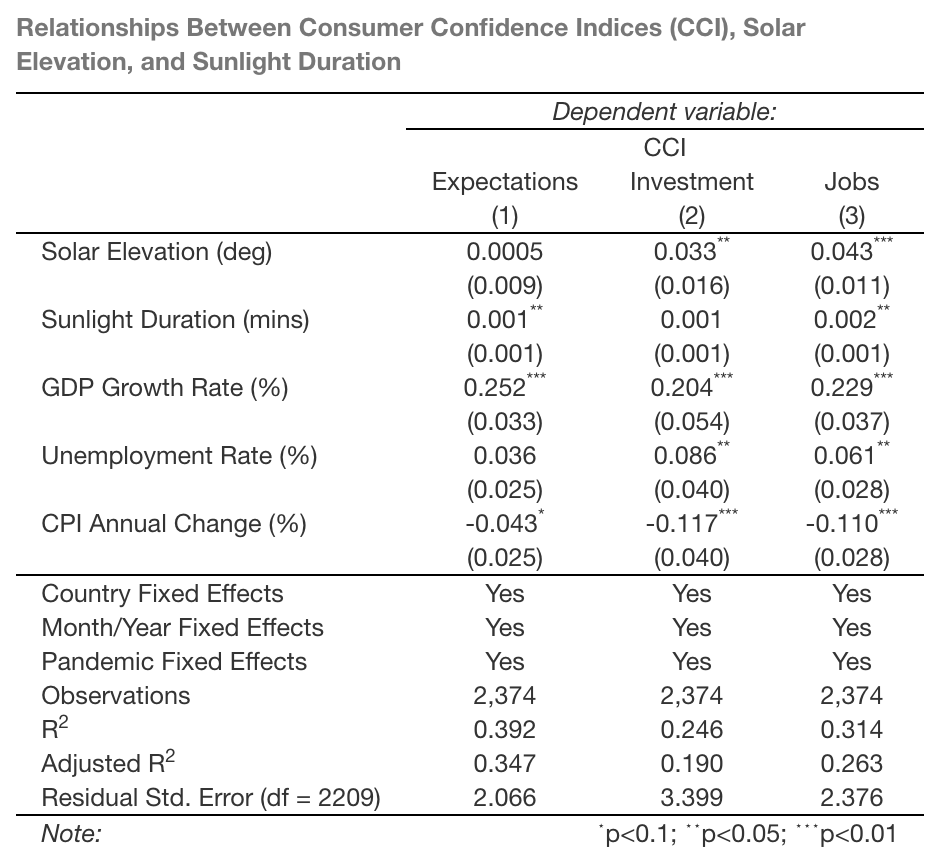 Relationships Between Consumer Confidence Indices (CCI), Solar
Elevation, and Sunlight Duration
Dependent variable:
CCI
Expectations Investment Jobs
(1) (2) (3)
Solar Elevation (deg) 0.0005 0.033** 0.043***
(0.009) (0.016) (0.011)
Sunlight Duration (mins) 0.001** 0.001 0.002**
(0.001) (0.001) (0.001)
GDP Growth Rate (%) 0.252*** 0.204*** 0.229***
(0.033) (0.054) (0.037)
Unemployment Rate (%) 0.036 0.086** 0.061**
(0.025) (0.040) (0.028)
CPI Annual Change (%) -0.043* -0.117*** -0.110***
(0.025) (0.040) (0.028)
Country Fixed Effects Yes Yes Yes
Month/Year Fixed Effects Yes Yes Yes
Pandemic Fixed Effects Yes Yes Yes
Observations 2,374 2,374 2,374
R² 0.392 0.246 0.314
Adjusted R² 0.347 0.190 0.263
Residual Std. Error (df = 2209) 2.066 3.399 2.376
Note: *p<0.1; **p<0.05; ***p<0.01